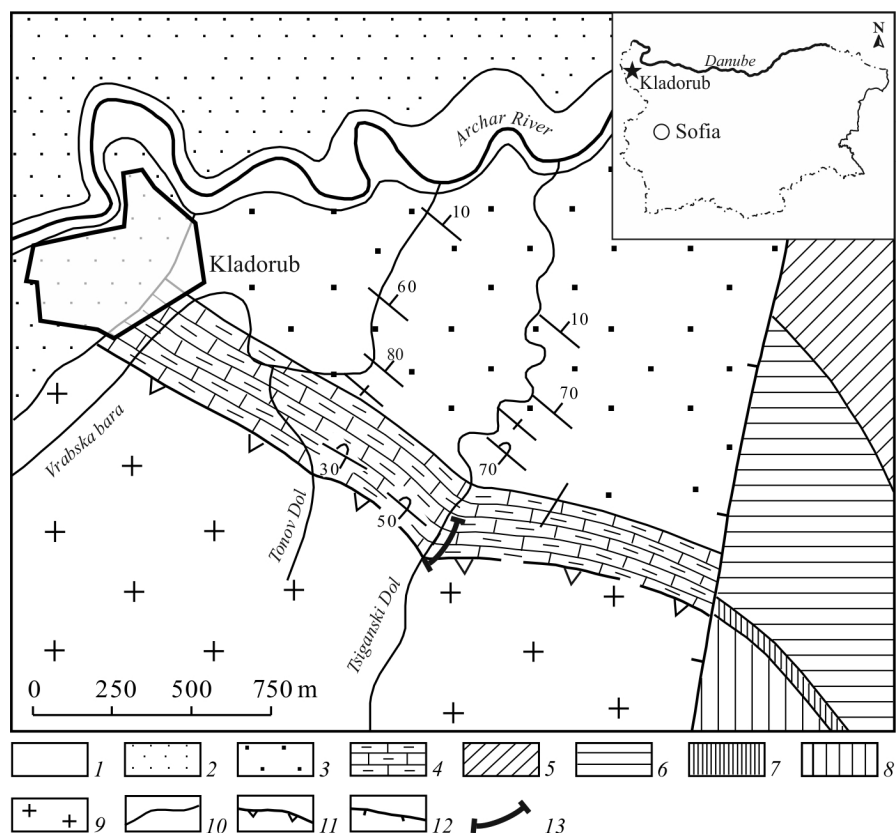 N
Danube
Kladorub
Sofia
Archar River
10
Kladorub
60
10
80
70
Vrabska bara
30
70
50
Tonov Dol
Tsiganski Dol
0 250 500 750 m
1 2 3 4 5 6 7 8
9 10 11 12 13